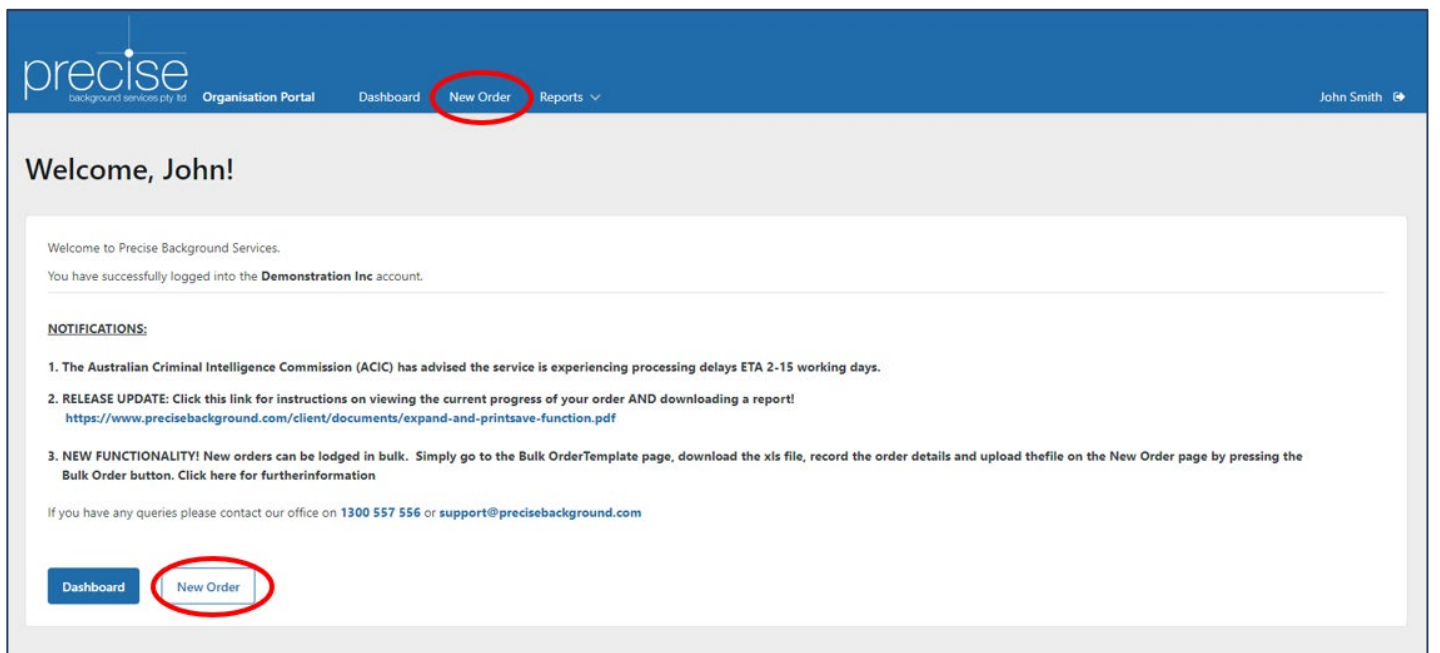 precise
background services pty ltd
Organisation Portal Dashboard New Order Reports John Smith
Welcome, John!
Welcome to Precise Background Services.
You have successfully logged into the Demonstration Inc account.
NOTIFICATIONS:
1. The Australian Criminal Intelligence Commission (ACIC) has advised the service is experiencing processing delays ETA 2-15 working days.
2. RELEASE UPDATE: Click this link for instructions on viewing the current progress of your order AND downloading a report!
https://www.precisebackground.com/client/documents/expand-and-printsave-function.pdf
3. NEW FUNCTIONALITY! New orders can be lodged in bulk. Simply go to the Bulk OrderTemplate page, download the xls file, record the order details and upload thefile on the New Order page by pressing the
Bulk Order button. Click here for furtherinformation
If you have any queries please contact our office on 1300 557 556 or support@precisebackground.com
Dashboard New Order